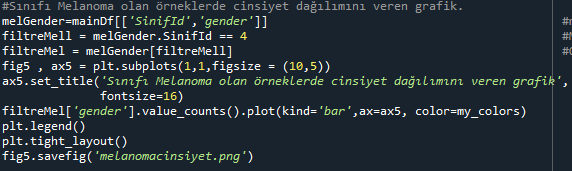 #Sınıfı Melanoma olan örneklerde cinsiyet dağılımını veren grafik.
melGender=mainDf[['SinifId','gender']]
filtreMell = melGender.SinifId == 4
filtreMel = melGender[filtreMell]
fig5 , ax5 = plt.subplots(1,1,figsize = (10,5))
ax5.set_title('Sınıfı Melanoma olan örneklerde cinsiyet dağılımını veren grafik',
fontsize=16)
filtreMel['gender'].value_counts().plot(kind='bar',ax=ax5, color=my_colors)
plt.legend()
plt.tight_layout()
fig5.savefig('melanomacinsiyet.png')